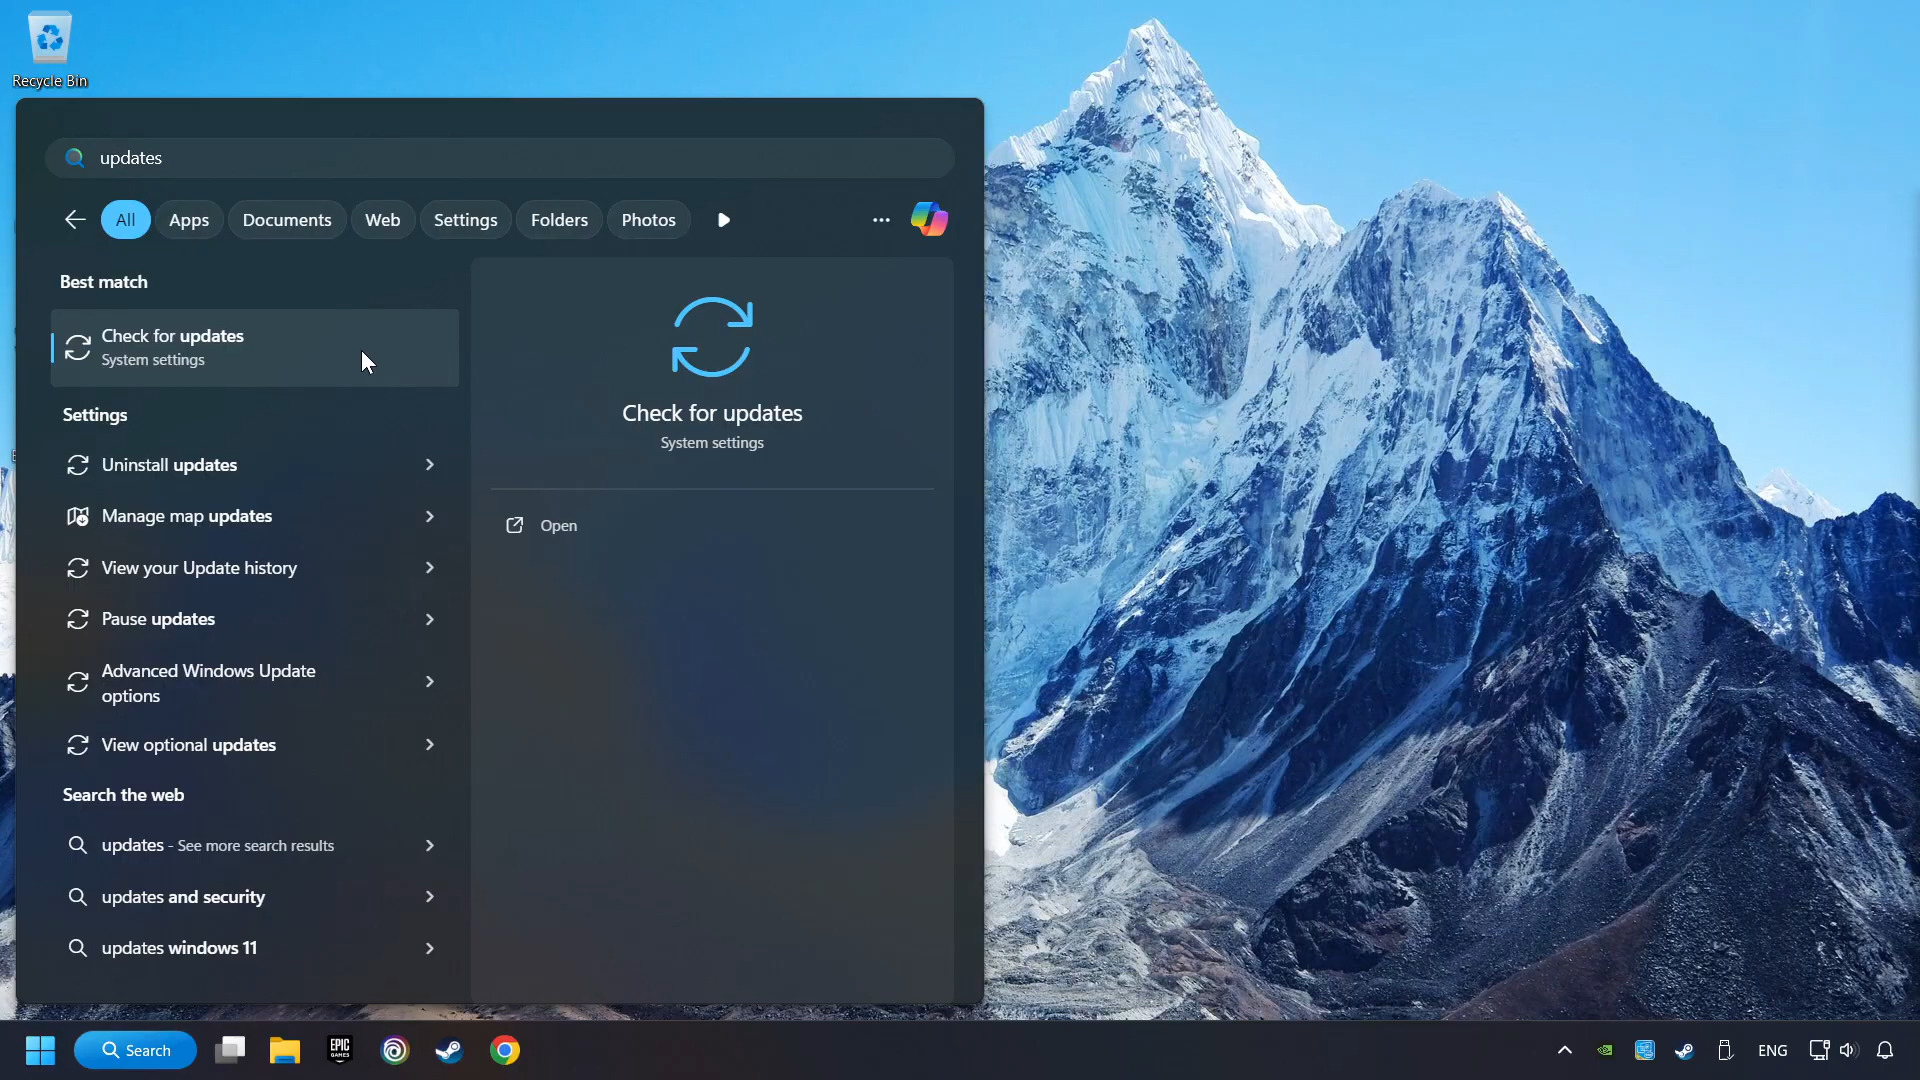 Recycle Bin
updates
All
Apps
Documents
Web
Settings
Folders
Photos
Best match
Check for updates
System settings
Settings
Uninstall updates
Manage map updates
View your Update history
Pause updates
Advanced Windows Update
options
View optional updates
Search the web
updates - See more search results
updates and security
updates windows 11
Check for updates
System settings
Open
Search
EPIC
GAMES
ENG